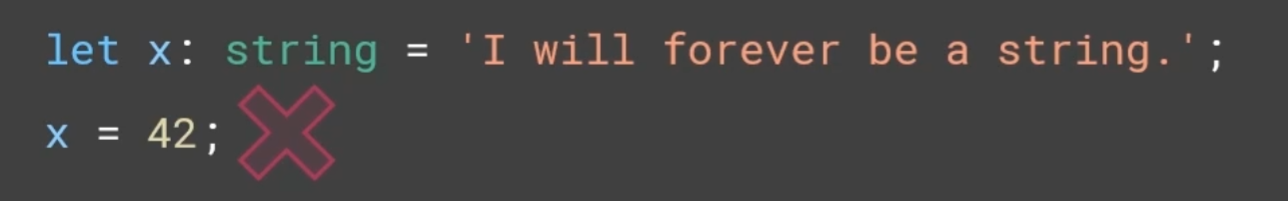 let x: string = 'I will forever be a string.';
x = 42;